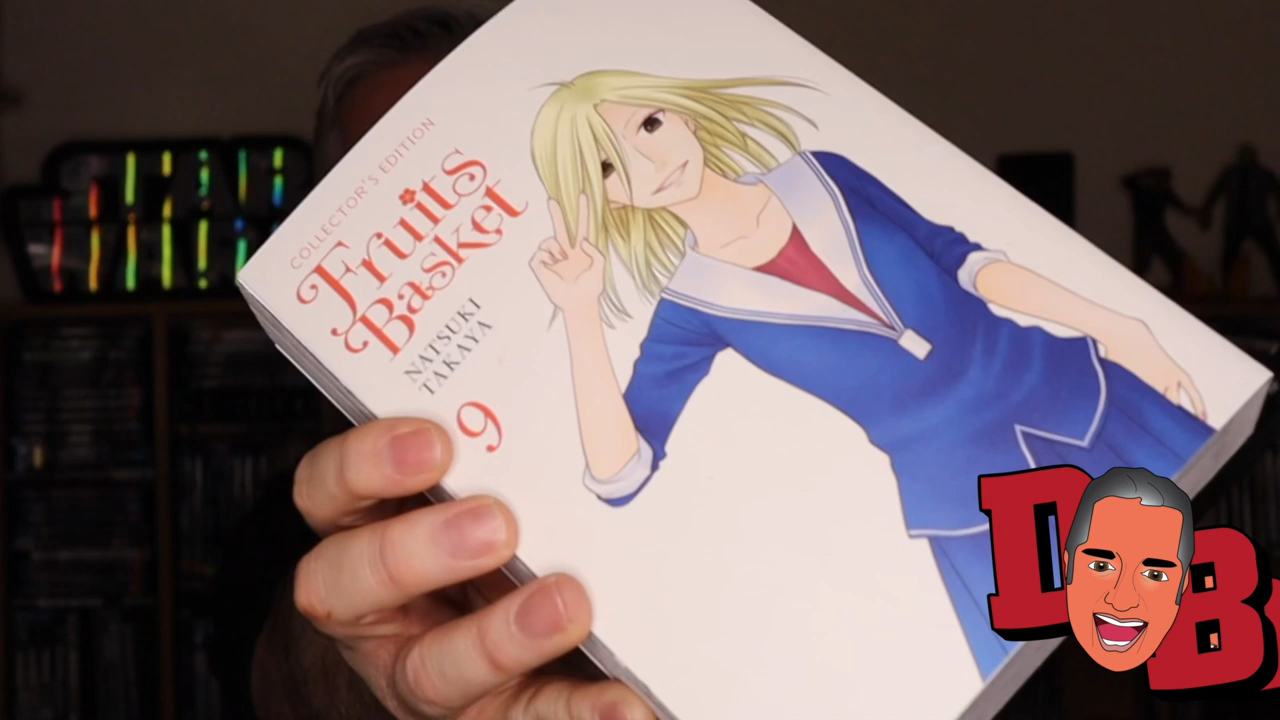 COLLECTOR'S EDITION
Fruits
Basket
NATSUKI
TAKAYA
9
D
B